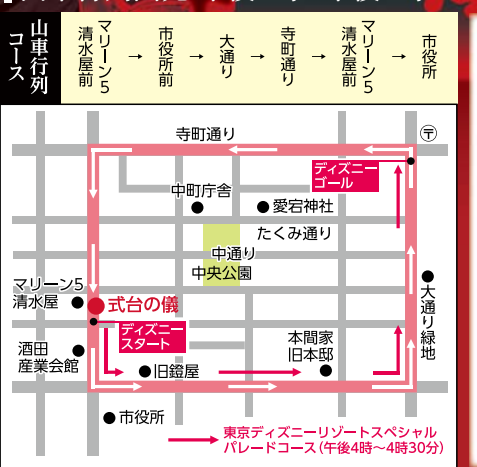 山車行列
コース
マリーン5
清水屋前
→
市役所前
→
大通り
→
寺町通り
→
マリーン5
清水屋前
→
市役所
寺町通り
〒
ディズニー
ゴール
中町庁舎
愛宕神社
たくみ通り
中通り
中央公園
マリーン5
清水屋
式台の儀
大通り緑地
ディズニー
スタート
本間家
旧本邸
酒田
産業会館
旧鐙屋
市役所
東京ディズニーリゾートスペシャル
パレードコース(午後4時〜4時30分)